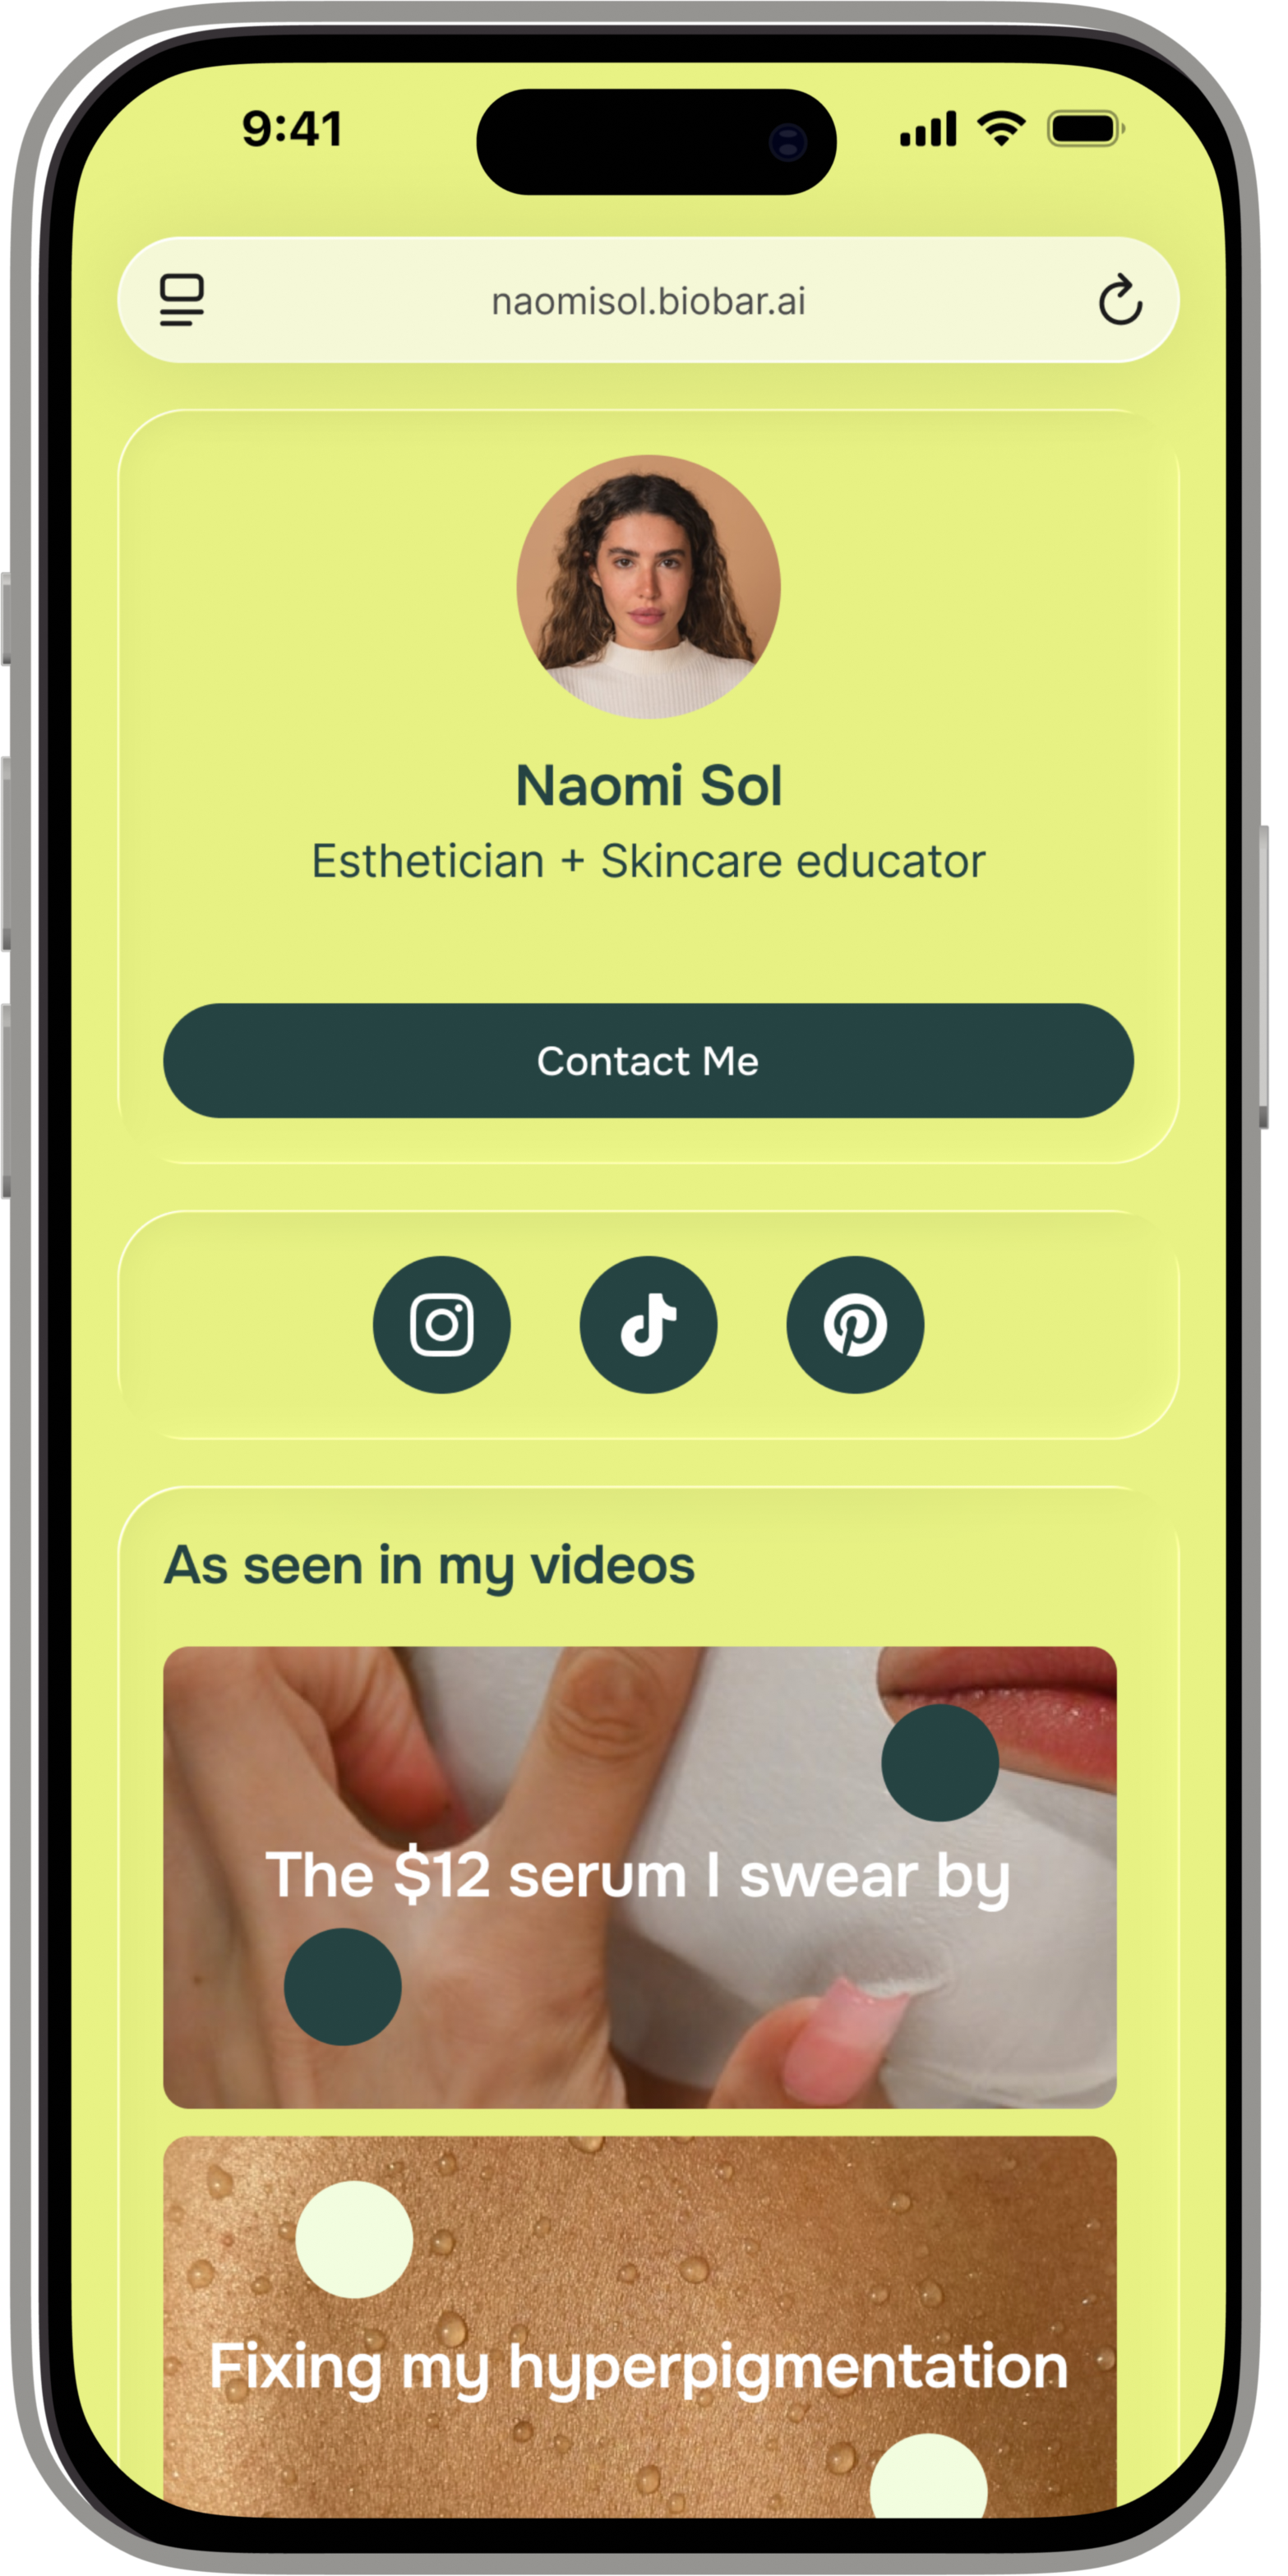 9:41
naomisol.biobar.ai
Naomi Sol
Esthetician + Skincare educator
Contact Me
As seen in my videos
The $12 serum I swear by
Fixing my hyperpigmentation